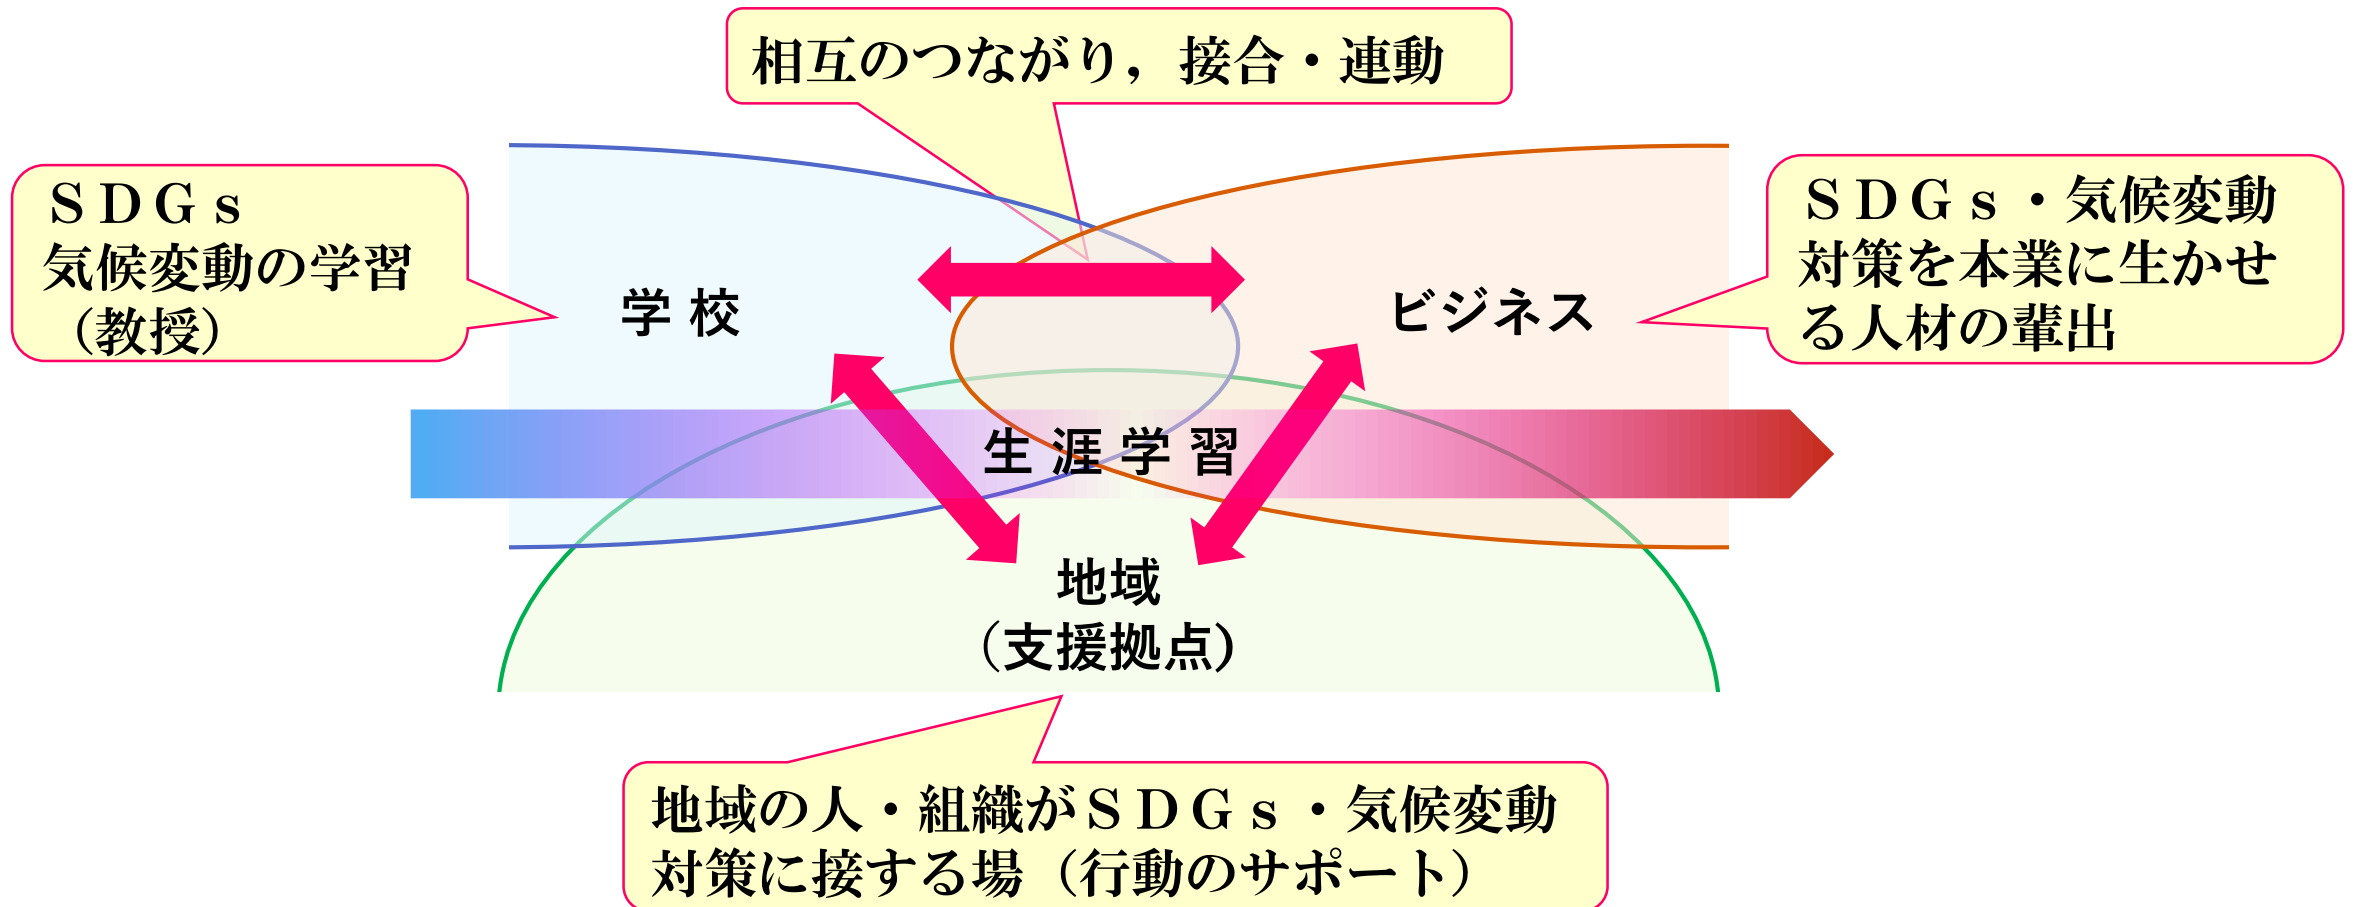 相互のつながり，接合・連動
ＳＤＧｓ
気候変動の学習
（教授）
ＳＤＧｓ・気候変動
対策を本業に生かせ
る人材の輩出
学 校
ビジネス
生 涯 学 習
地域
（支援拠点）
地域の人・組織がＳＤＧｓ・気候変動
対策に接する場（行動のサポート）